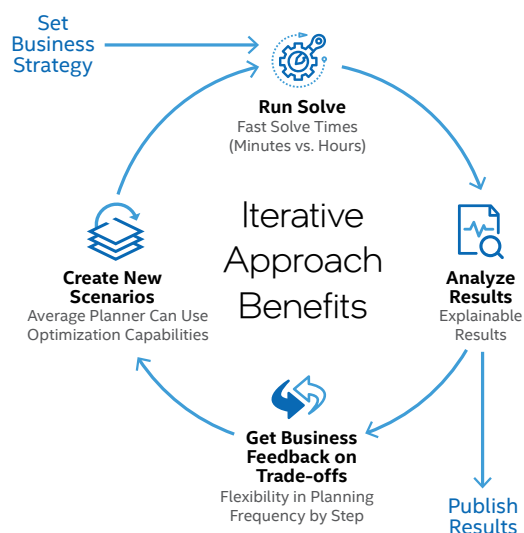 Set
Business
Strategy
Run Solve
Fast Solve Times
(Minutes vs. Hours)
Iterative
Approach
Benefits
Create New
Scenarios
Average Planner Can Use
Optimization Capabilities
Analyze
Results
Explainable
Results
Get Business
Feedback on
Trade-offs
Flexibility in Planning
Frequency by Step
Publish
Results